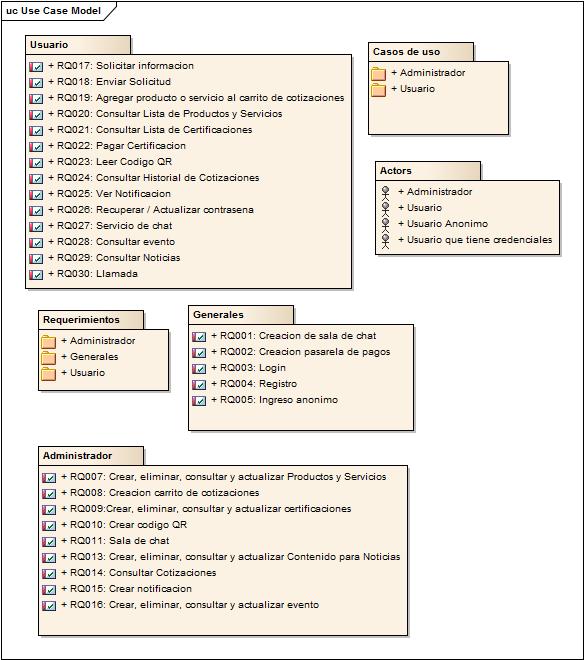 uc Use Case Model
Usuario
+ RQ017: Solicitar informacion
+ RQ018: Enviar Solicitud
+ RQ019: Agregar producto o servicio al carrito de cotizaciones
+ RQ020: Consultar Lista de Productos y Servicios
+ RQ021: Consultar Lista de Certificaciones
+ RQ022: Pagar Certificacion
+ RQ023: Leer Codigo QR
+ RQ024: Consultar Historial de Cotizaciones
+ RQ025: Ver Notificacion
+ RQ026: Recuperar / Actualizar contrasena
+ RQ027: Servicio de chat
+ RQ028: Consultar evento
+ RQ029: Consultar Noticias
+ RQ030: Llamada
Casos de uso
+ Administrador
+ Usuario
Actors
+ Administrador
+ Usuario
+ Usuario Anonimo
+ Usuario que tiene credenciales
Requerimientos
+ Administrador
+ Generales
+ Usuario
Generales
+ RQ001: Creacion de sala de chat
+ RQ002: Creacion pasarela de pagos
+ RQ003: Login
+ RQ004: Registro
+ RQ005: Ingreso anonimo
Administrador
+ RQ007: Crear, eliminar, consultar y actualizar Productos y Servicios
+ RQ008: Creacion carrito de cotizaciones
+ RQ009:Crear, eliminar, consultar y actualizar certificaciones
+ RQ010: Crear codigo QR
+ RQ011: Sala de chat
+ RQ013: Crear, eliminar, consultar y actualizar Contenido para Noticias
+ RQ014: Consultar Cotizaciones
+ RQ015: Crear notificacion
+ RQ016: Crear, eliminar, consultar y actualizar evento